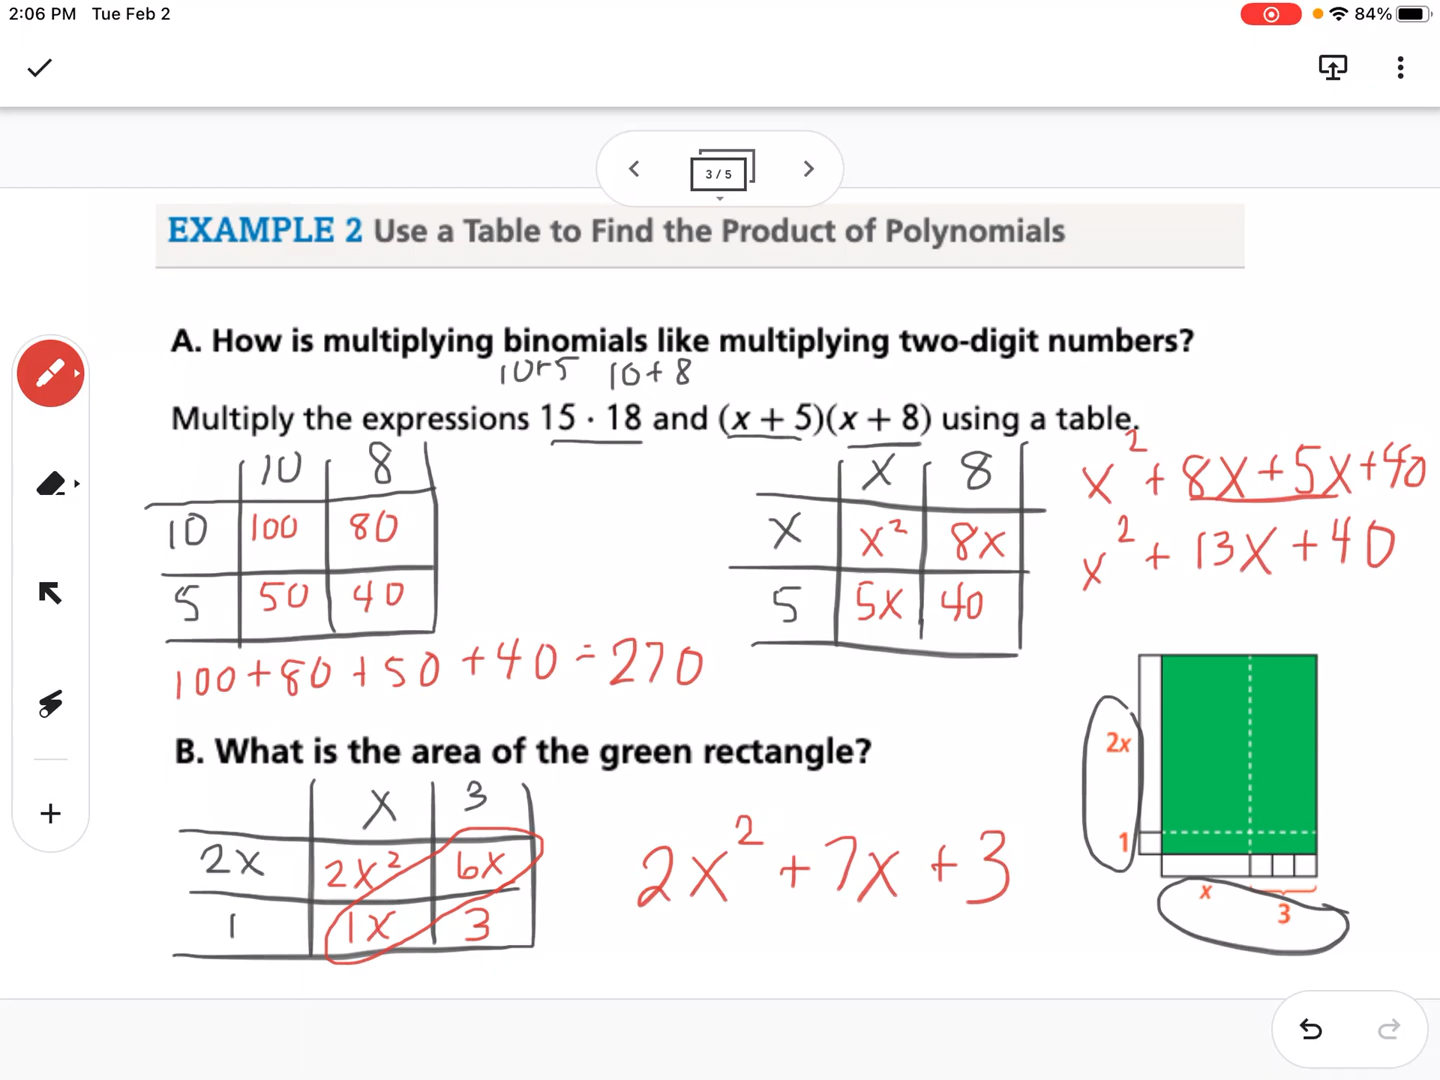 2:06 PM Tue Feb 2 84%
3 / 5
EXAMPLE 2 Use a Table to Find the Product of Polynomials
A. How is multiplying binomials like multiplying two-digit numbers?
10+5 10+8
Multiply the expressions 15 · 18 and (x + 5)(x + 8) using a table.
10 8
10 100 80
5 50 40
100+80+50+40=270
x 8
x x² 8x
5 5x 40
x² + 8x+5x+40
x² + 13x+40
B. What is the area of the green rectangle?
x 3
2x 2x² 6x
1 1x 3
2x² + 7x + 3
2x
1
x
3